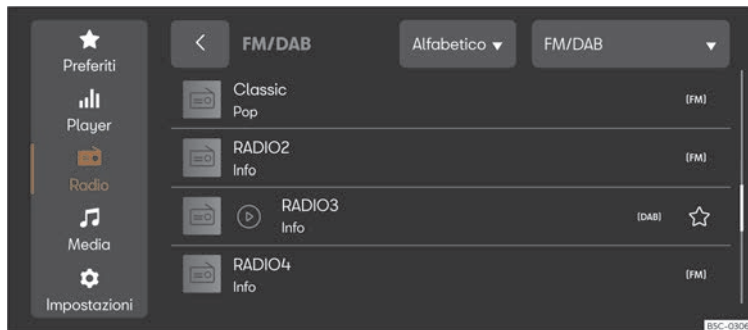 Preferiti
Player
Radio
Media
Impostazioni
FM/DAB
Alfabetico
FM/DAB
Classic
Pop
(FM)
RADIO2
Info
(FM)
RADIO3
Info
(DAB)
RADIO4
Info
(FM)
B5C-0306